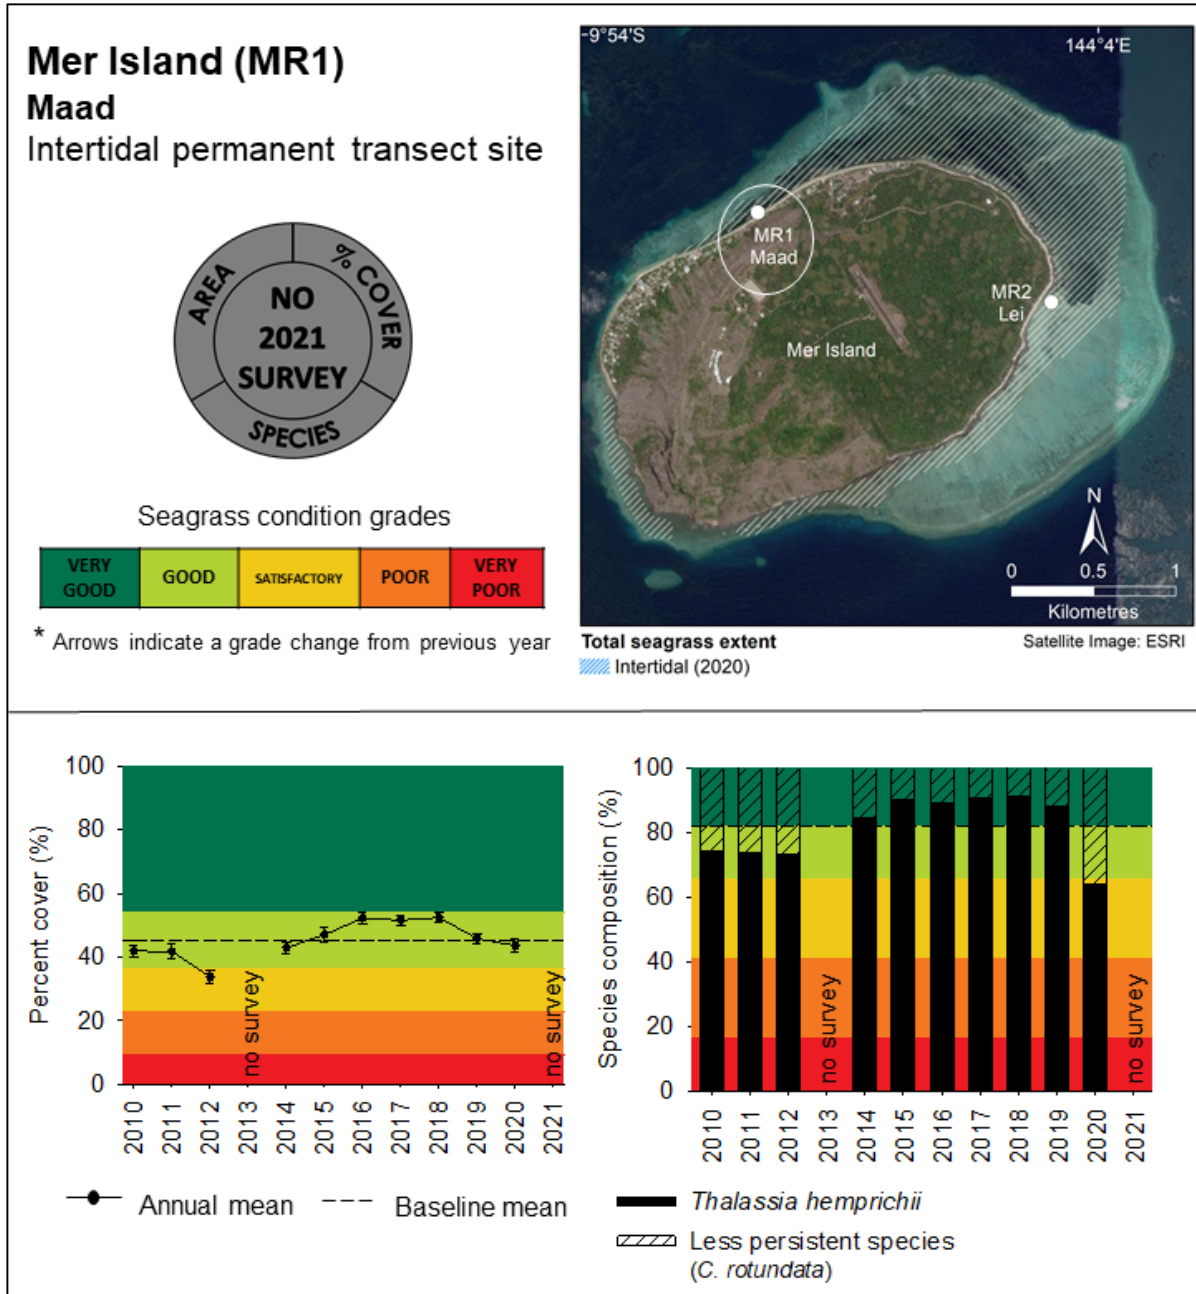 Mer Island (MR1)
Maad
Intertidal permanent transect site
AREA
% COVER
SPECIES
NO
2021
SURVEY
Seagrass condition grades
VERY
GOOD
GOOD
SATISFACTORY
POOR
VERY
POOR
* Arrows indicate a grade change from previous year
9°54'S
144°4'E
MR1
Maad
MR2
Lei
Mer Island
N
0 0.5 1
Kilometres
Total seagrass extent
Satellite Image: ESRI
Intertidal (2020)
Percent cover (%)
100
80
60
40
20
0
no survey
no survey
2010 2011 2012 2013 2014 2015 2016 2017 2018 2019 2020 2021
Annual mean
Baseline mean
Species composition (%)
100
80
60
40
20
0
no survey
no survey
2010 2011 2012 2013 2014 2015 2016 2017 2018 2019 2020 2021
Thalassia hemprichii
Less persistent species
(C. rotundata)